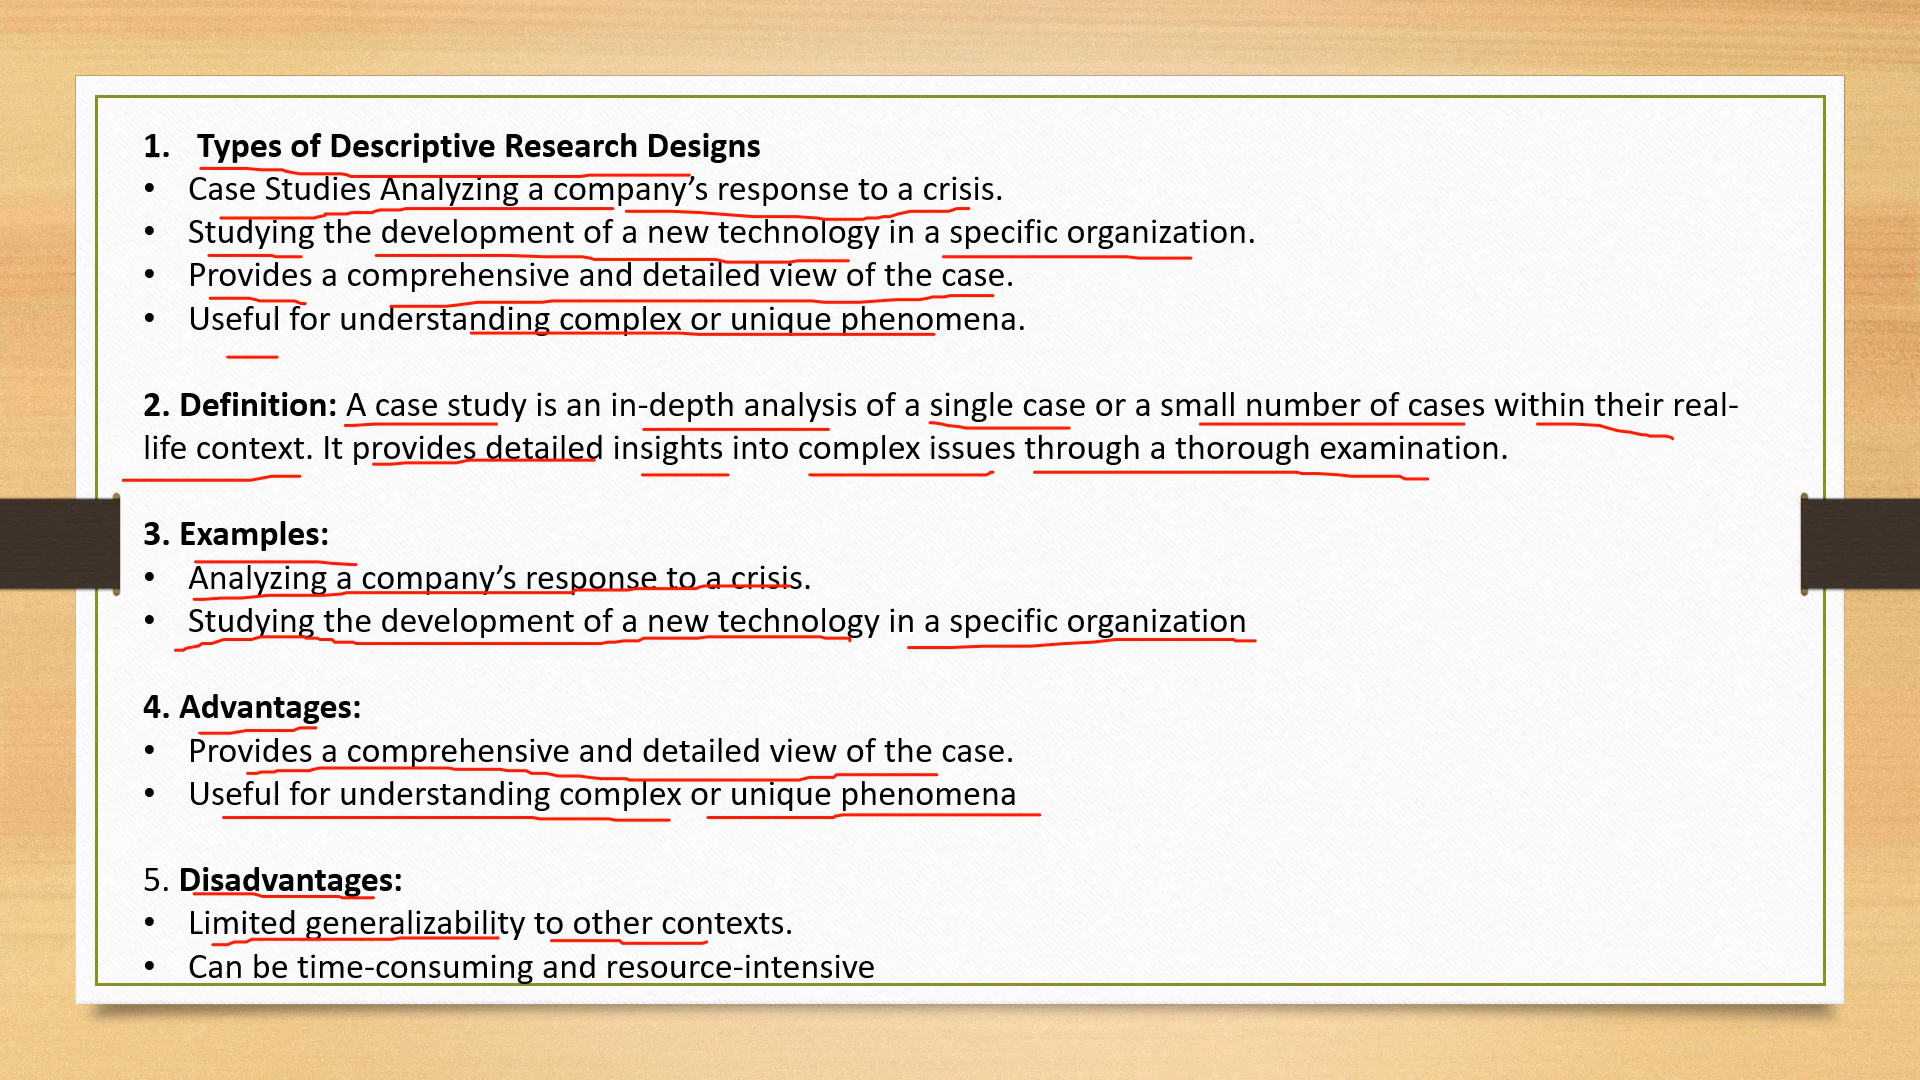 1. Types of Descriptive Research Designs
• Case Studies Analyzing a company’s response to a crisis.
• Studying the development of a new technology in a specific organization.
• Provides a comprehensive and detailed view of the case.
• Useful for understanding complex or unique phenomena.
2. Definition: A case study is an in-depth analysis of a single case or a small number of cases within their real-
life context. It provides detailed insights into complex issues through a thorough examination.
3. Examples:
• Analyzing a company’s response to a crisis.
• Studying the development of a new technology in a specific organization
4. Advantages:
• Provides a comprehensive and detailed view of the case.
• Useful for understanding complex or unique phenomena
5. Disadvantages:
• Limited generalizability to other contexts.
• Can be time-consuming and resource-intensive